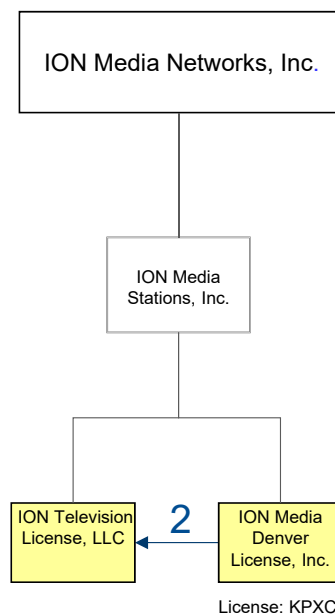 ION Media Networks, Inc.
ION Media
Stations, Inc.
ION Television
License, LLC
2
ION Media
Denver
License, Inc.
License: KPXC